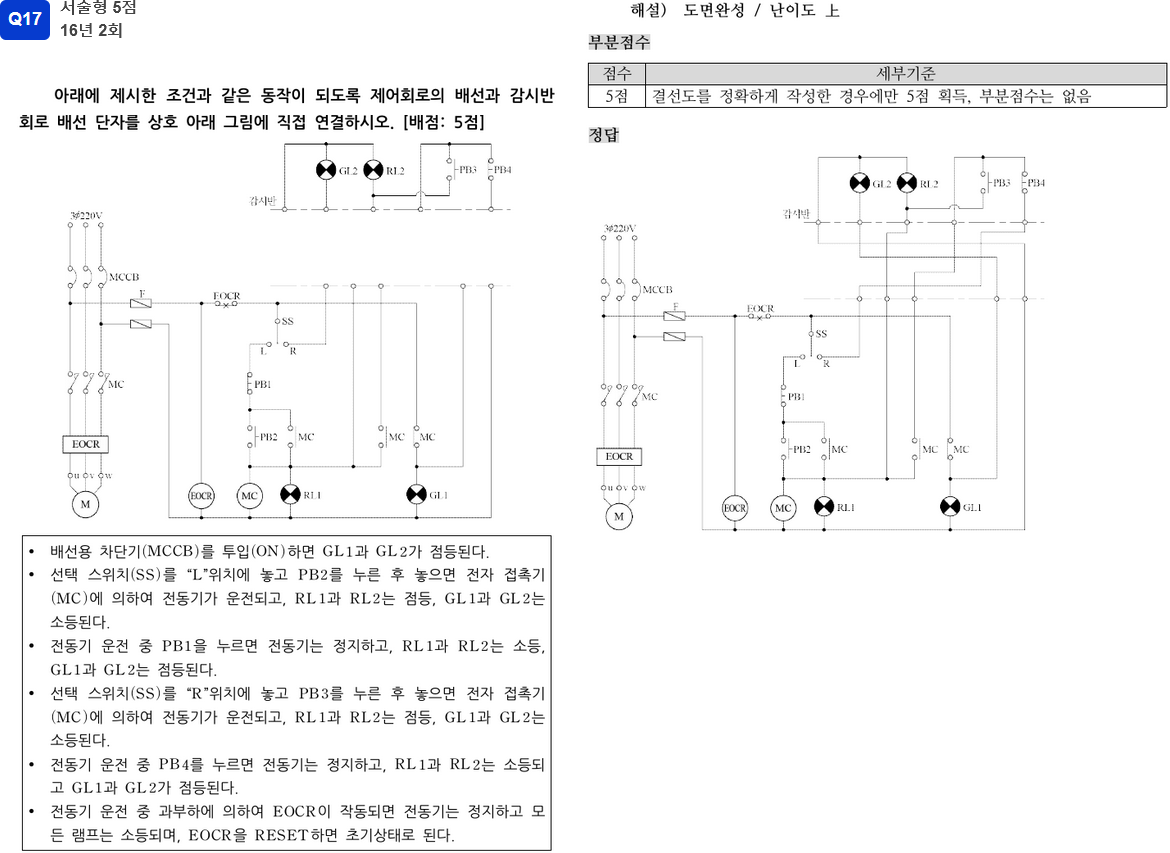 Q17
서술형 5점
16년 2회
아래에 제시한 조건과 같은 동작이 되도록 제어회로의 배선과 감시반
회로 배선 단자를 상호 아래 그림에 직접 연결하시오. [배점: 5점]
GL2
RL2
PB3
PB4
감시반
3∅220V
MCCB
F
EOCR
SS
L
R
PB1
MC
PB2
MC
MC
MC
EOCR
u
v
w
M
EOCR
MC
RL1
GL1
• 배선용 차단기(MCCB)를 투입(ON)하면 GL1과 GL2가 점등된다.
• 선택 스위치(SS)를 “L”위치에 놓고 PB2를 누른 후 놓으면 전자 접촉기
(MC)에 의하여 전동기가 운전되고, RL1과 RL2는 점등, GL1과 GL2는
소등된다.
• 전동기 운전 중 PB1을 누르면 전동기는 정지하고, RL1과 RL2는 소등,
GL1과 GL2는 점등된다.
• 선택 스위치(SS)를 “R”위치에 놓고 PB3를 누른 후 놓으면 전자 접촉기
(MC)에 의하여 전동기가 운전되고, RL1과 RL2는 점등, GL1과 GL2는
소등된다.
• 전동기 운전 중 PB4를 누르면 전동기는 정지하고, RL1과 RL2는 소등되
고 GL1과 GL2가 점등된다.
• 전동기 운전 중 과부하에 의하여 EOCR이 작동되면 전동기는 정지하고 모
든 램프는 소등되며, EOCR을 RESET하면 초기상태로 된다.
해설) 도면완성 / 난이도 上
부분점수
점수 세부기준
5점 결선도를 정확하게 작성한 경우에만 5점 획득, 부분점수는 없음
정답
GL2
RL2
PB3
PB4
감시반
3∅220V
MCCB
F
EOCR
SS
L
R
PB1
MC
PB2
MC
MC
MC
EOCR
u
v
w
M
EOCR
MC
RL1
GL1